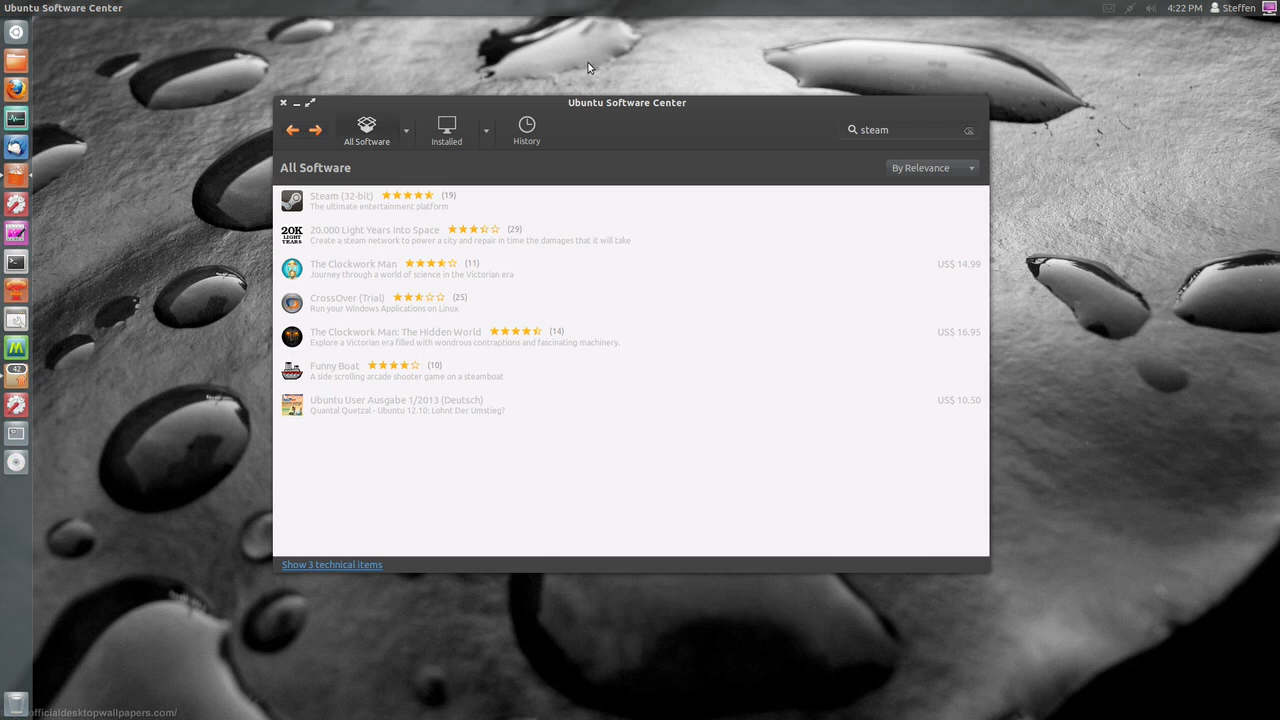 Ubuntu Software Center
4:22 PM Steffen
Ubuntu Software Center
All Software
Installed
History
steam
All Software
By Relevance
Steam (32-bit) (19)
The ultimate entertainment platform
20K
LIGHT
YEARS
20.000 Light Years Into Space (29)
Create a steam network to power a city and repair in time the damages that it will take
The Clockwork Man (11) US$ 14.99
Journey through a world of science in the Victorian era
CrossOver (Trial) (25)
Run your Windows Applications on Linux
The Clockwork Man: The Hidden World (14) US$ 16.95
Explore a Victorian era filled with wondrous contraptions and fascinating machinery.
Funny Boat (10)
A side scrolling arcade shooter game on a steamboat
Ubuntu User Ausgabe 1/2013 (Deutsch) US$ 10.50
Quantal Quetzal - Ubuntu 12.10: Lohnt Der Umstieg?
42
Show 3 technical items
officialdesktopwallpapers.com/